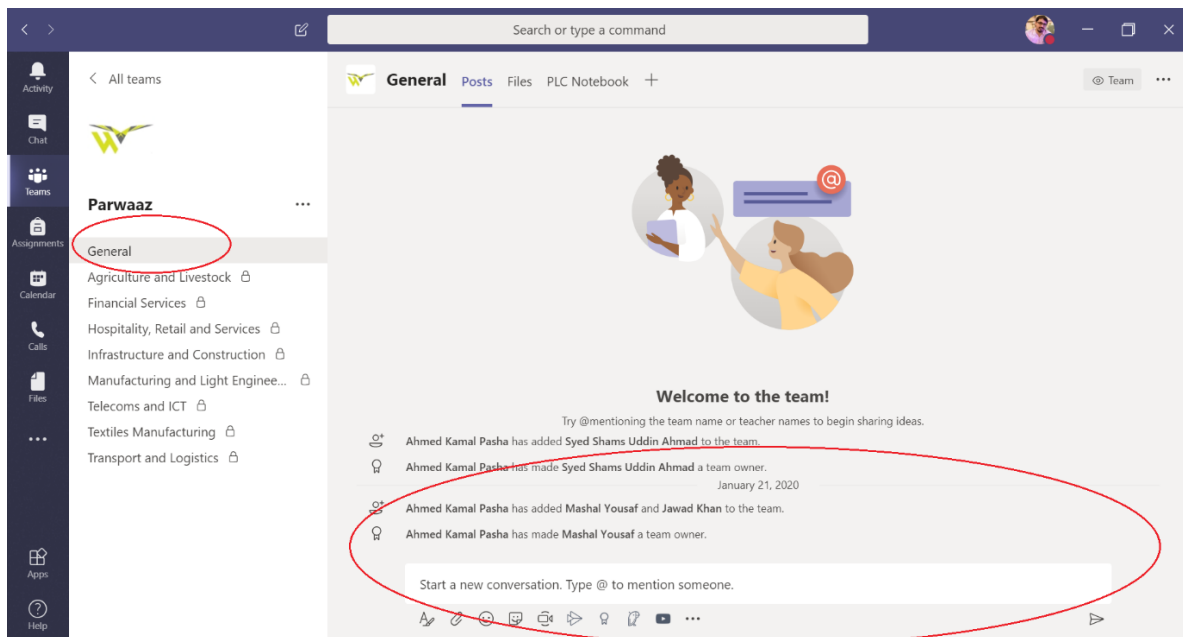 Search or type a command
Activity
Chat
Teams
Assignments
Calendar
Calls
Files
Apps
Help
All teams
Parwaaz
General
Agriculture and Livestock
Financial Services
Hospitality, Retail and Services
Infrastructure and Construction
Manufacturing and Light Enginee...
Telecoms and ICT
Textiles Manufacturing
Transport and Logistics
General Posts Files PLC Notebook
Team
@
Welcome to the team!
Try @mentioning the team name or teacher names to begin sharing ideas.
Ahmed Kamal Pasha has added Syed Shams Uddin Ahmad to the team.
Ahmed Kamal Pasha has made Syed Shams Uddin Ahmad a team owner.
January 21, 2020
Ahmed Kamal Pasha has added Mashal Yousaf and Jawad Khan to the team.
Ahmed Kamal Pasha has made Mashal Yousaf a team owner.
Start a new conversation. Type @ to mention someone.